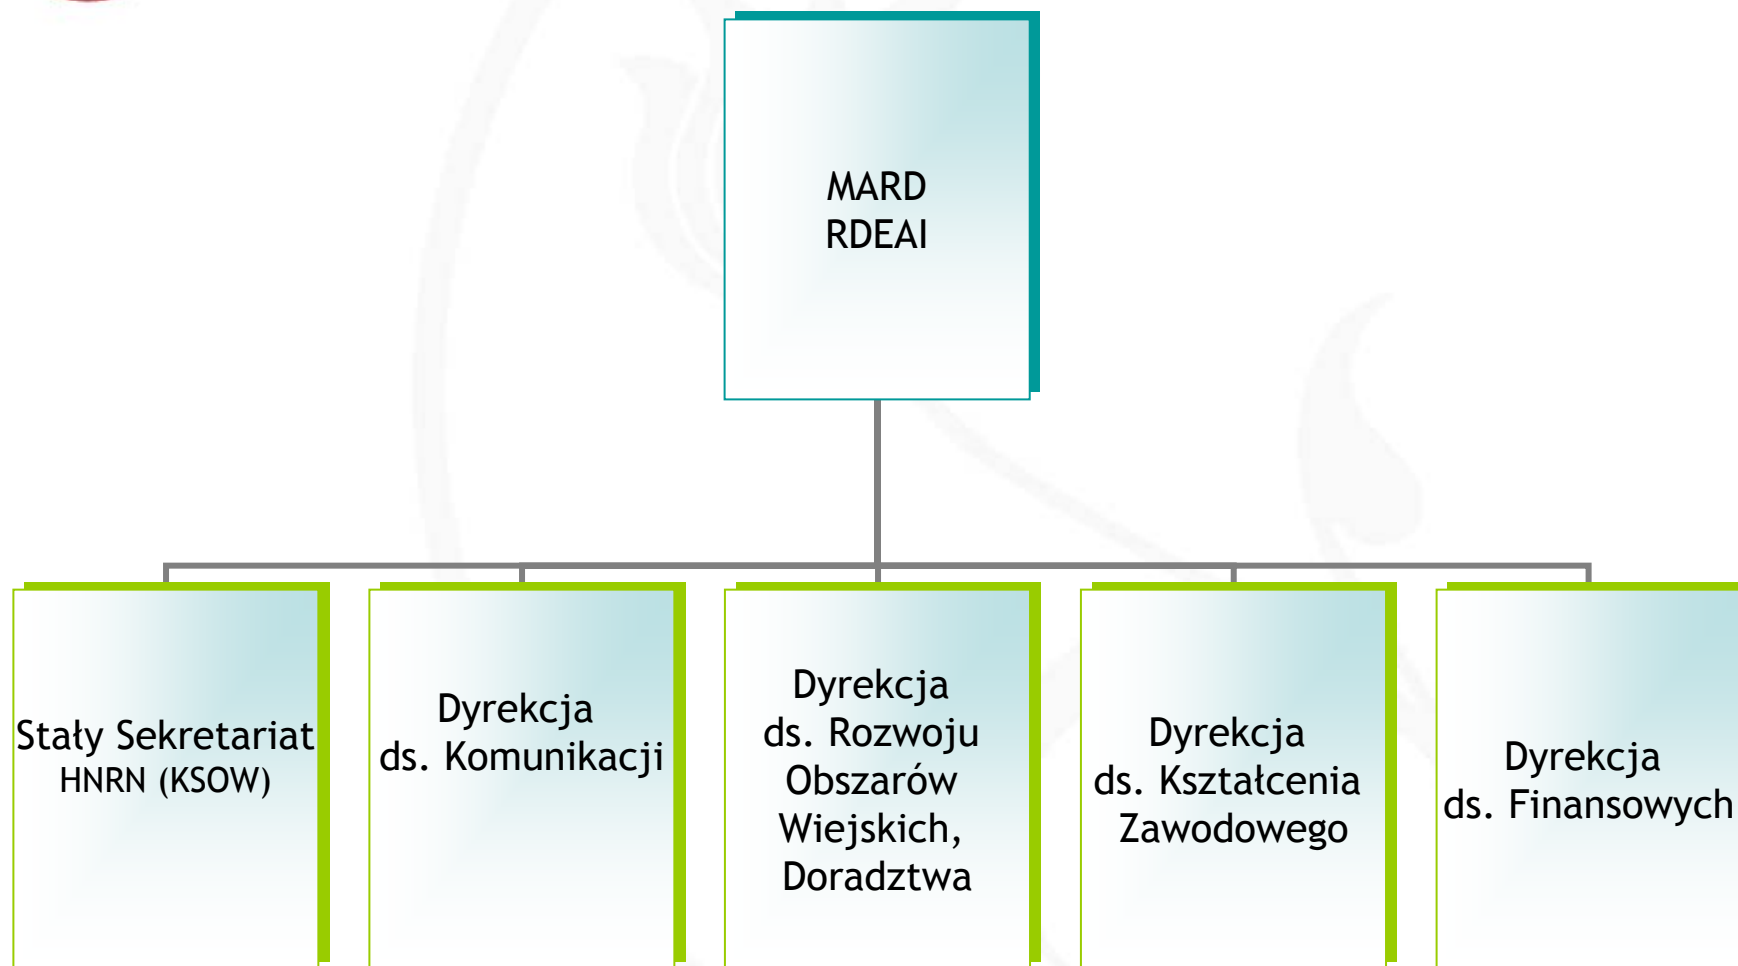 MARD
RDEAI
Stały Sekretariat
HNRN (KSOW)
Dyrekcja
ds. Komunikacji
Dyrekcja
ds. Rozwoju
Obszarów
Wiejskich,
Doradztwa
Dyrekcja
ds. Kształcenia
Zawodowego
Dyrekcja
ds. Finansowych